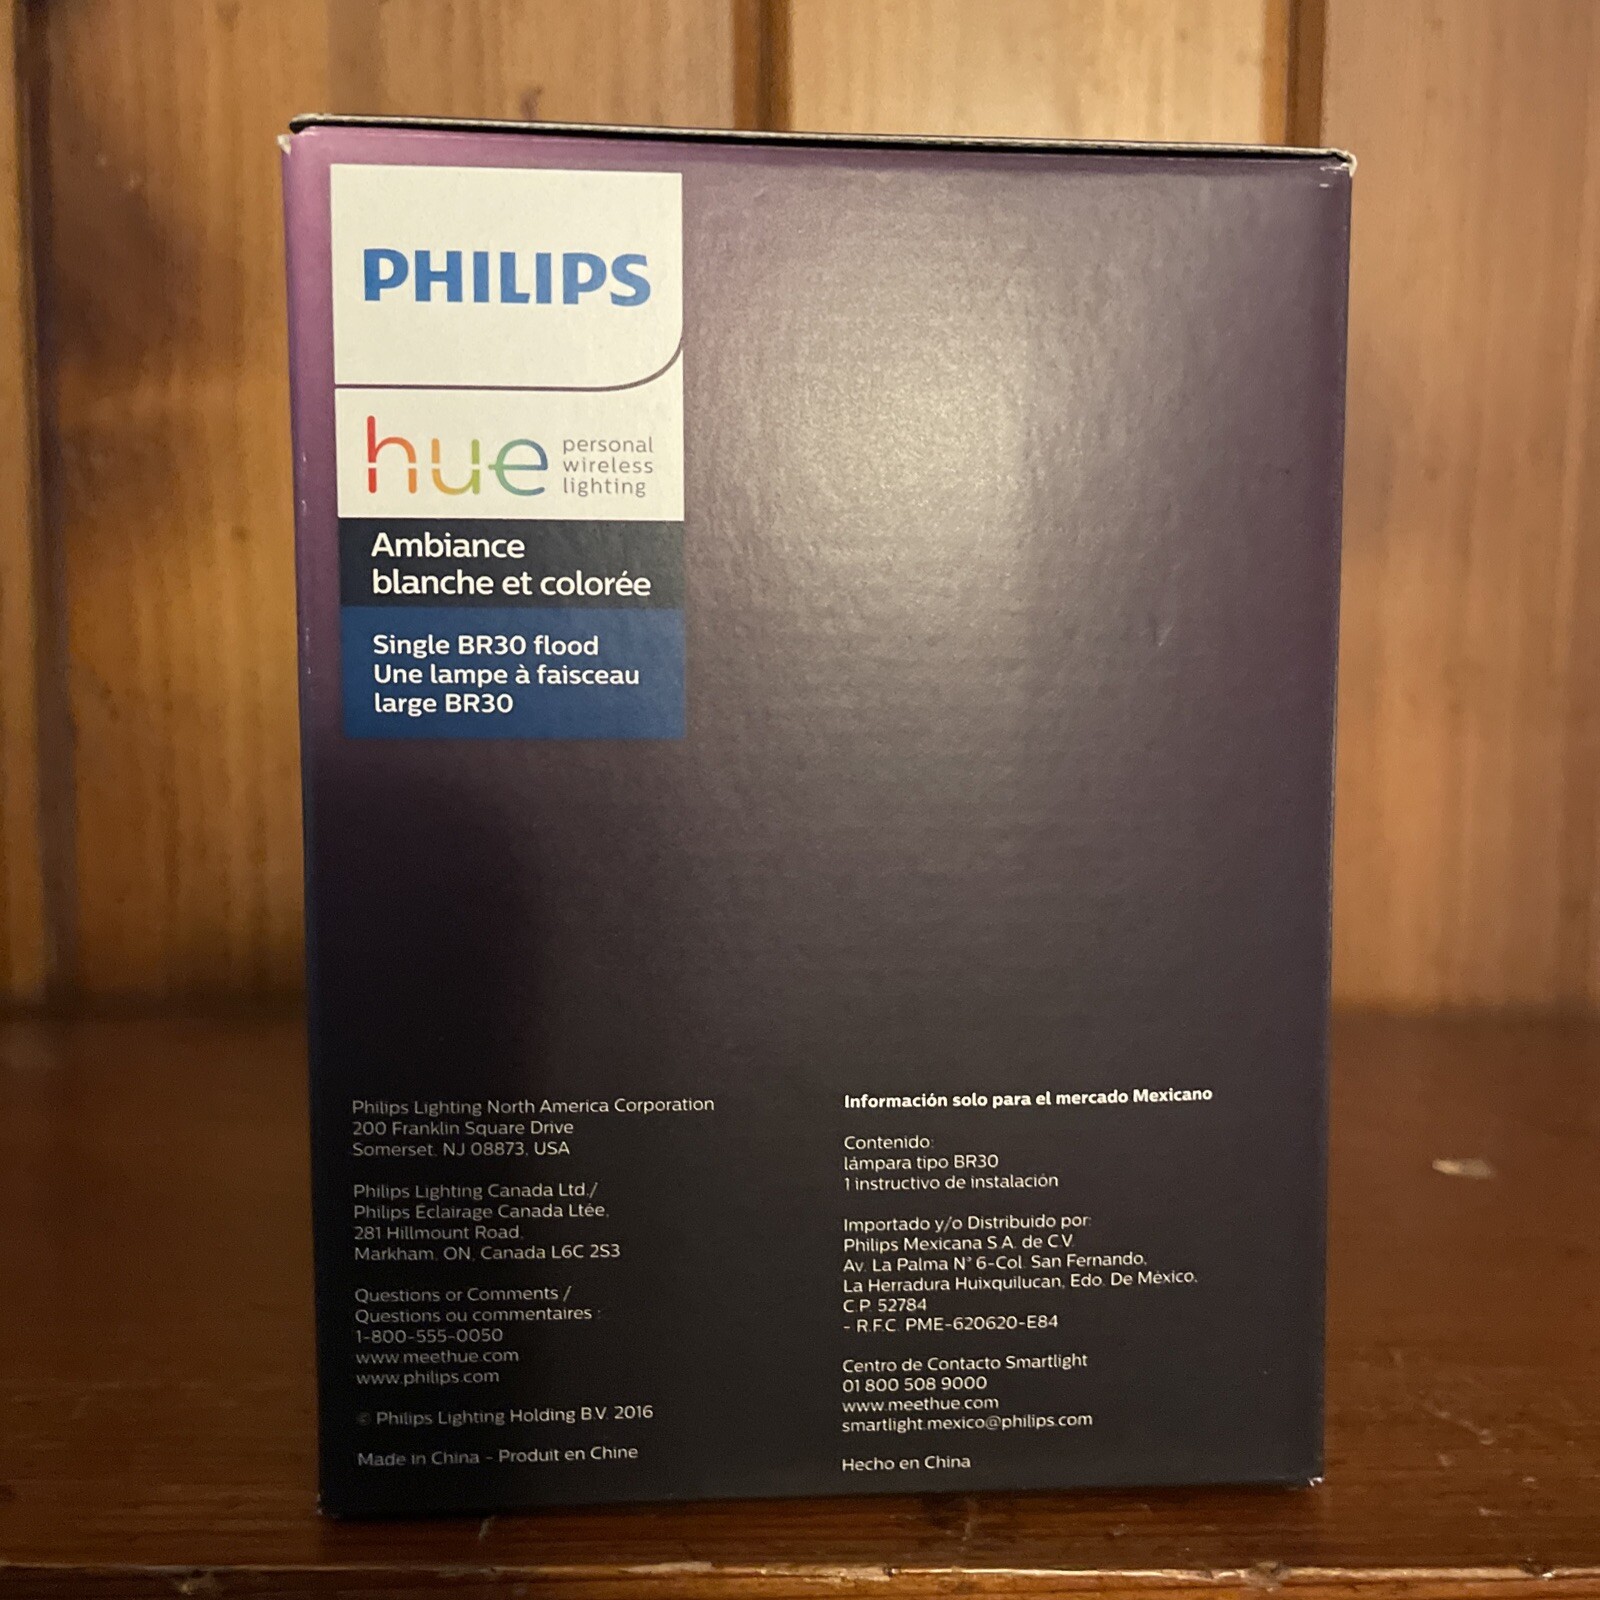 PHILIPS
hue personal
wireless
lighting
Ambiance
blanche et colorée
Single BR30 flood
Une lampe à faisceau
large BR30
Philips Lighting North America Corporation
200 Franklin Square Drive
Somerset, NJ 08873, USA
Philips Lighting Canada Ltd./
Philips Eclairage Canada Ltée,
281 Hillmount Road,
Markham, ON, Canada L6C 2S3
Questions or Comments /
Questions ou commentaires :
1-800-555-0050
www.meethue.com
www.philips.com
© Philips Lighting Holding B.V. 2016
Made in China - Produit en Chine
Información solo para el mercado Mexicano
Contenido:
lámpara tipo BR30
1 instructivo de instalación
Importado y/o Distribuido por:
Philips Mexicana S.A. de C.V.
Av. La Palma N° 6-Col. San Fernando,
La Herradura Huixquilucan, Edo. De México,
C.P. 52784
- R.F.C. PME-620620-E84
Centro de Contacto Smartlight
01 800 508 9000
www.meethue.com
smartlight.mexico@philips.com
Hecho en China